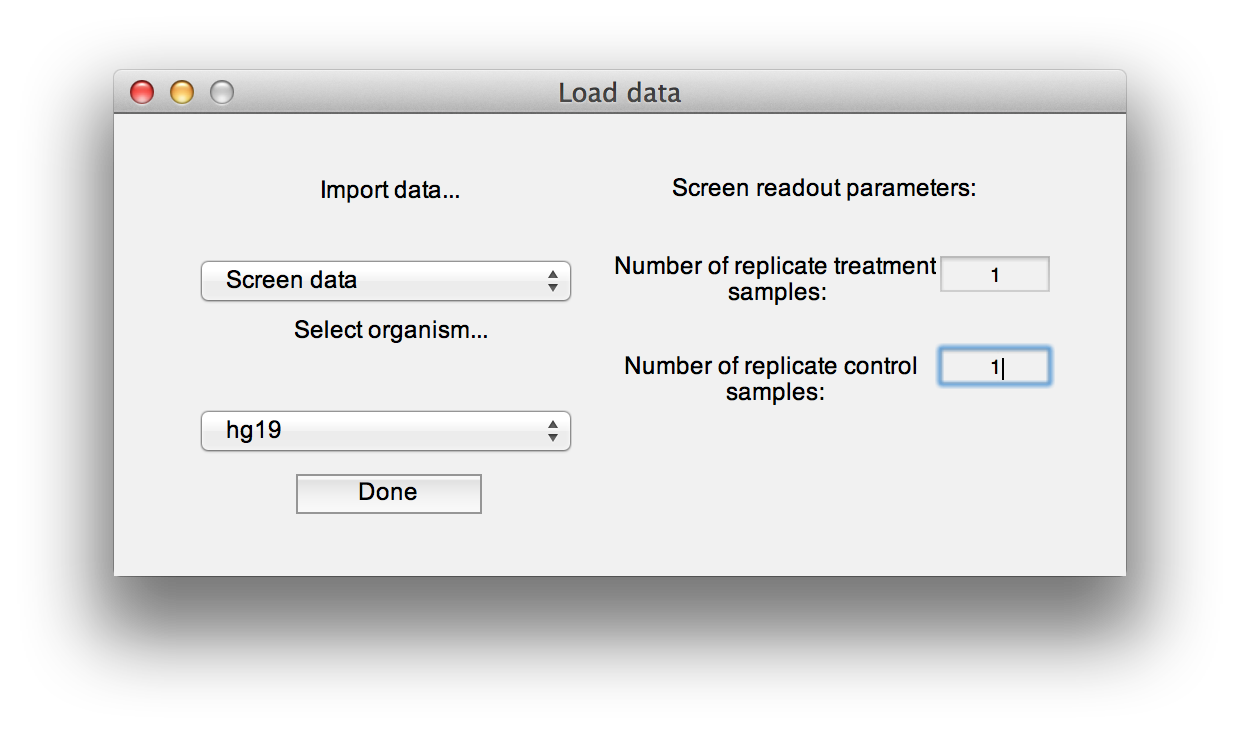 Load data
Import data...
Screen data
Select organism...
hg19
Done
Screen readout parameters:
Number of replicate treatment
samples:
1
Number of replicate control
samples:
1